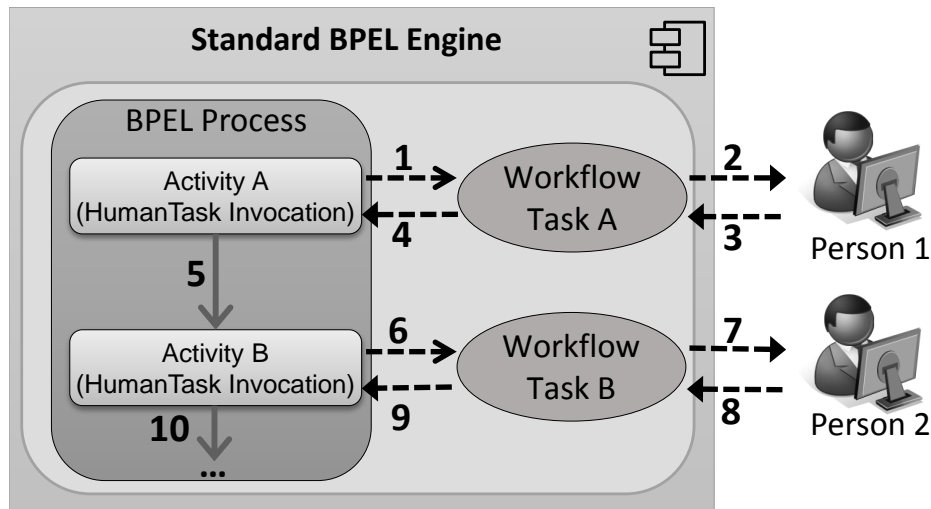 Standard BPEL Engine
BPEL Process
Activity A
(HumanTask Invocation)
1
4
Workflow
Task A
2
3
Person 1
5
Activity B
(HumanTask Invocation)
6
9
Workflow
Task B
7
8
Person 2
10
...